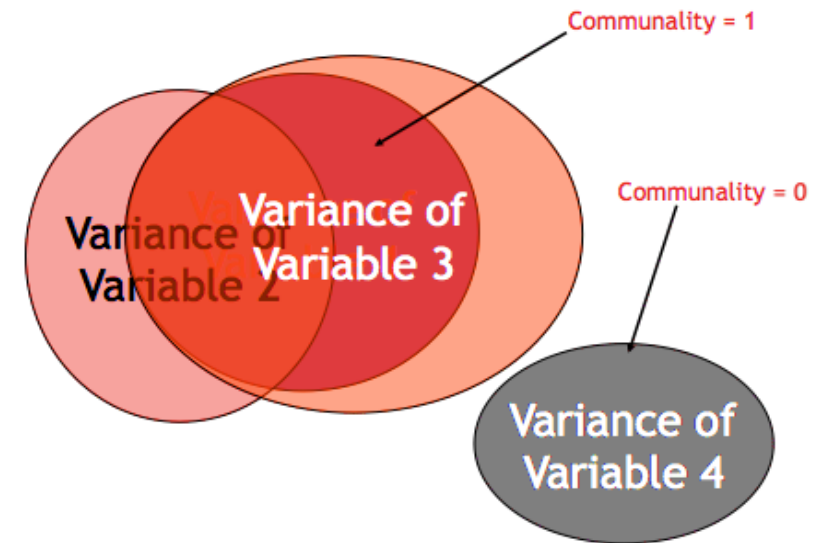 Communality = 1
Communality = 0
Variance of
Variable 2
Variance of
Variable 3
Variance of
Variable 4